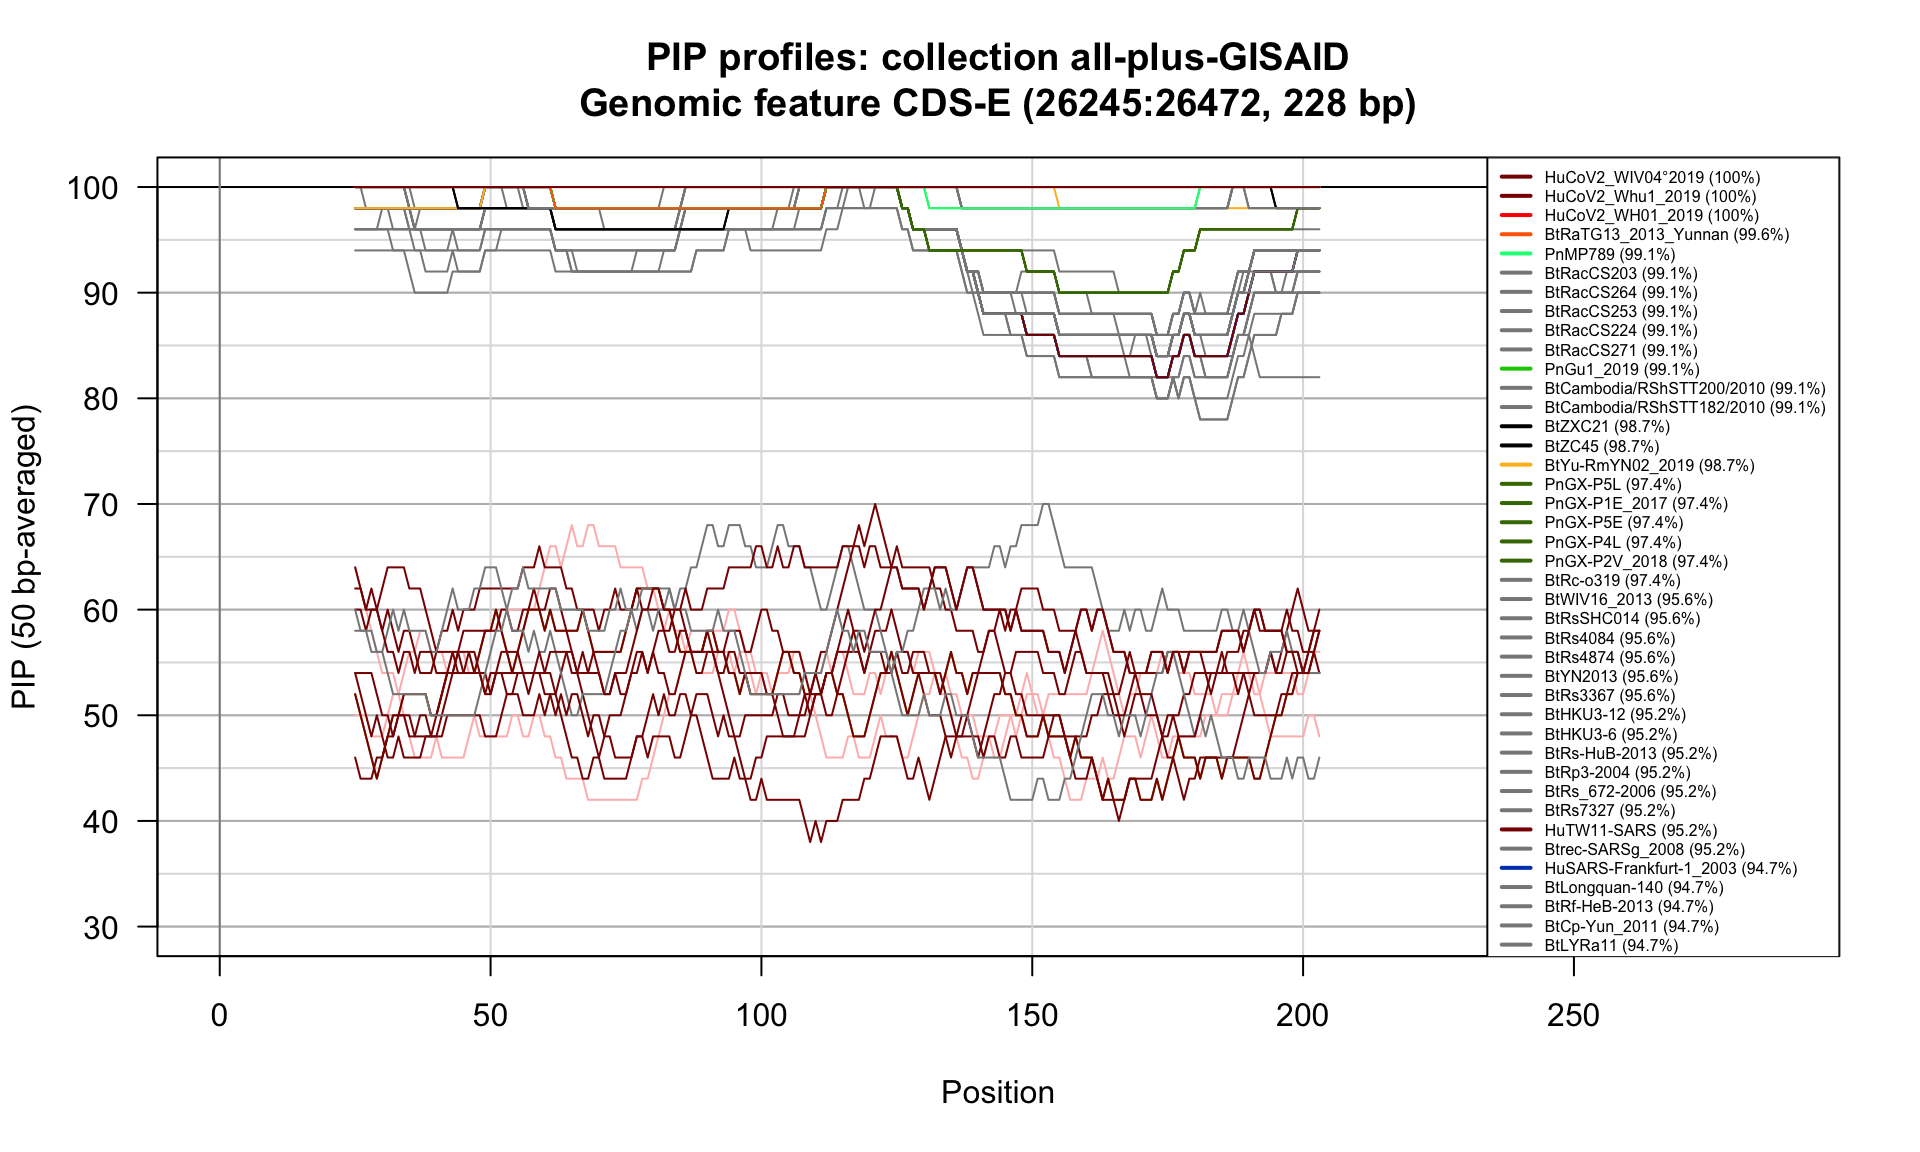 PIP profiles: collection all-plus-GISAID
Genomic feature CDS-E (26245:26472, 228 bp)
PIP (50 bp-averaged)
100
90
80
70
60
50
40
30
0
50
100
150
200
250
Position
HuCoV2_WIV04°2019 (100%)
HuCoV2_Whu1_2019 (100%)
HuCoV2_WH01_2019 (100%)
BtRaTG13_2013_Yunnan (99.6%)
PnMP789 (99.1%)
BtRacCS203 (99.1%)
BtRacCS264 (99.1%)
BtRacCS253 (99.1%)
BtRacCS224 (99.1%)
BtRacCS271 (99.1%)
PnGu1_2019 (99.1%)
BtCambodia/RShSTT200/2010 (99.1%)
BtCambodia/RShSTT182/2010 (99.1%)
BtZXC21 (98.7%)
BtZC45 (98.7%)
BtYu-RmYN02_2019 (98.7%)
PnGX-P5L (97.4%)
PnGX-P1E_2017 (97.4%)
PnGX-P5E (97.4%)
PnGX-P4L (97.4%)
PnGX-P2V_2018 (97.4%)
BtRc-o319 (97.4%)
BtWIV16_2013 (95.6%)
BtRsSHC014 (95.6%)
BtRs4084 (95.6%)
BtRs4874 (95.6%)
BtYN2013 (95.6%)
BtRs3367 (95.6%)
BtHKU3-12 (95.2%)
BtHKU3-6 (95.2%)
BtRs-HuB-2013 (95.2%)
BtRp3-2004 (95.2%)
BtRs_672-2006 (95.2%)
BtRs7327 (95.2%)
HuTW11-SARS (95.2%)
Btrec-SARSg_2008 (95.2%)
HuSARS-Frankfurt-1_2003 (94.7%)
BtLongquan-140 (94.7%)
BtRf-HeB-2013 (94.7%)
BtCp-Yun_2011 (94.7%)
BtLYRa11 (94.7%)